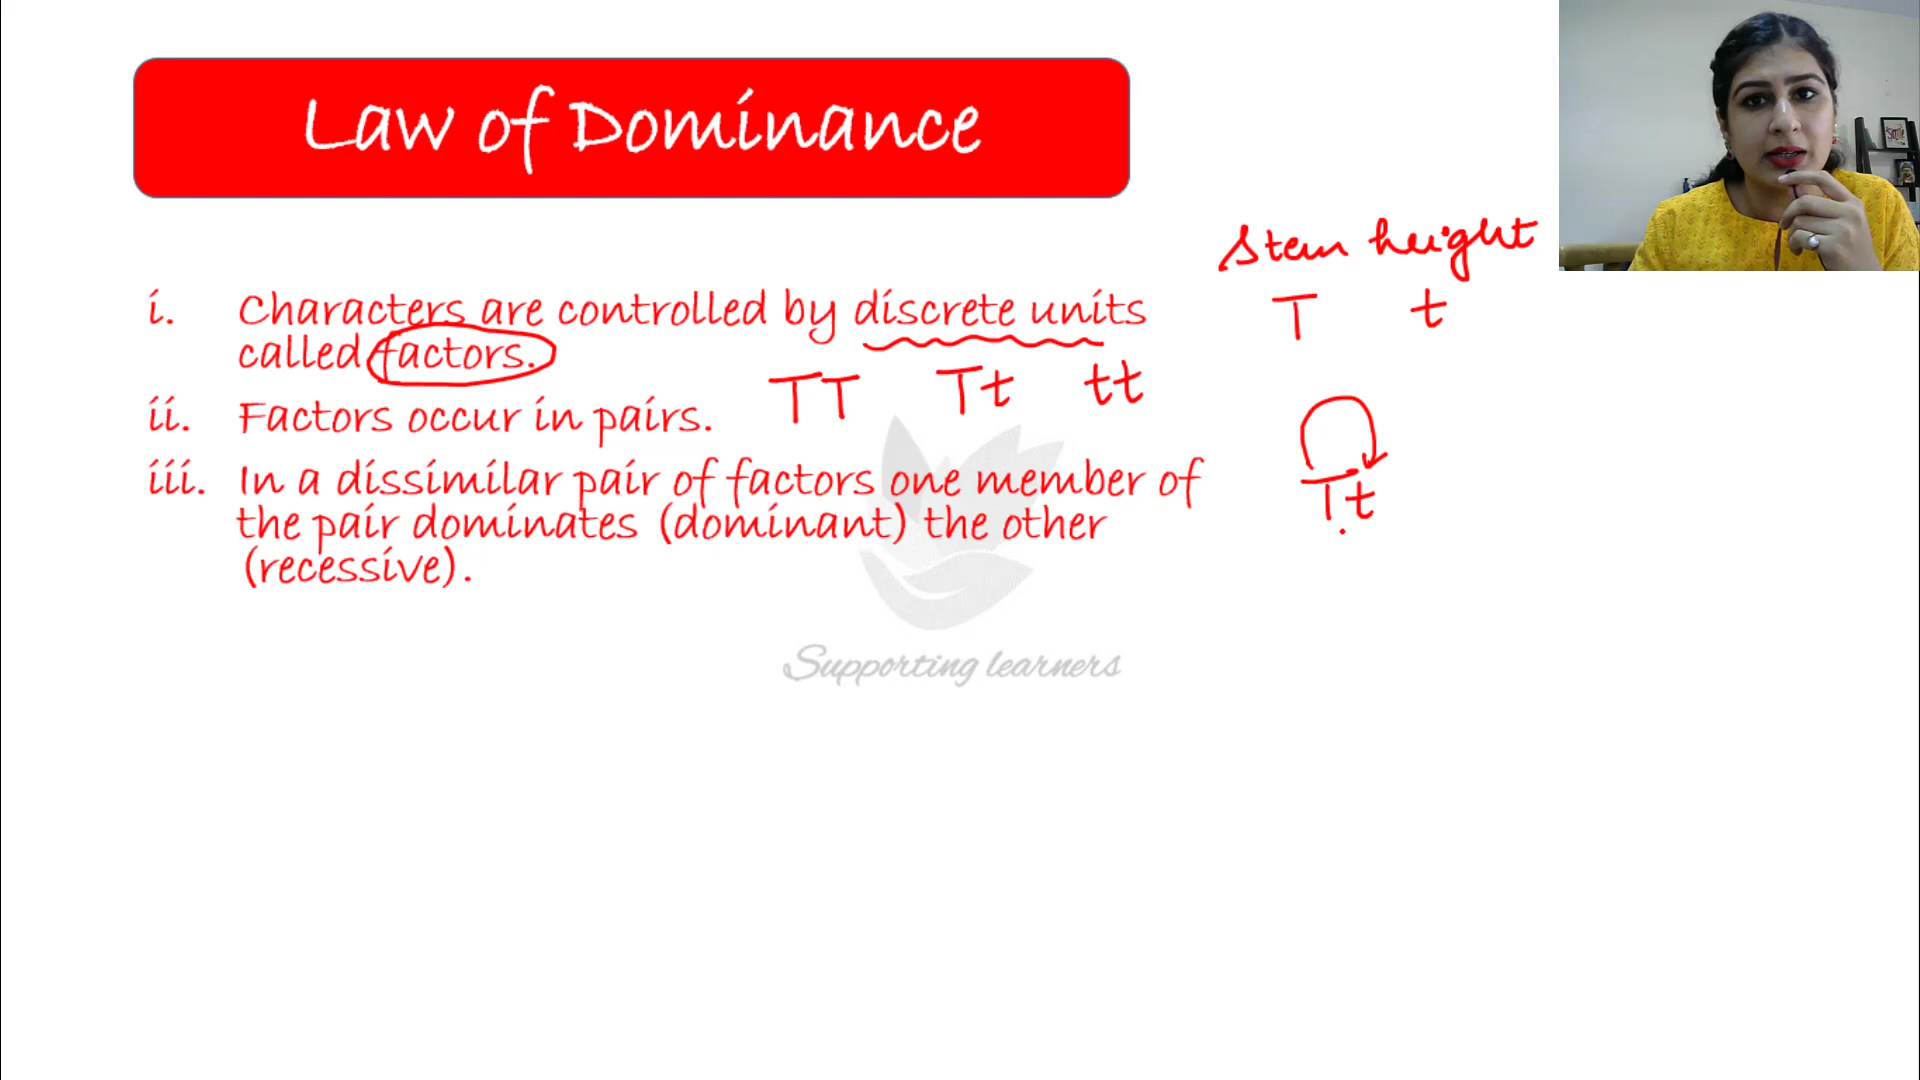 Law of Dominance
Stem height
T t
i. Characters are controlled by discrete units
called factors.
TT Tt tt
ii. Factors occur in pairs.
iii. In a dissimilar pair of factors one member of
the pair dominates (dominant) the other
(recessive).
Tt
Supporting learners
smile